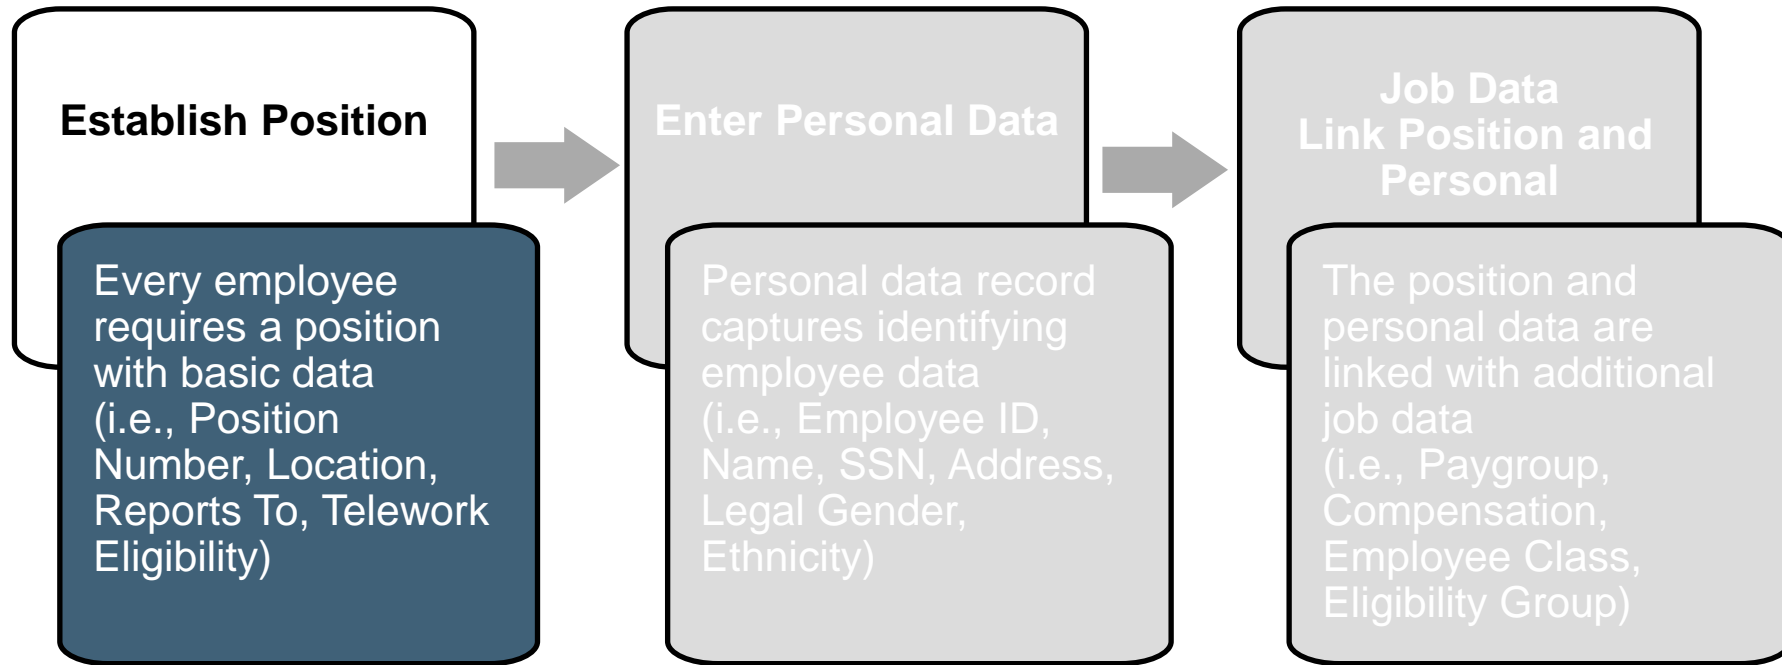 Establish Position
Every employee
requires a position
with basic data
(i.e., Position
Number, Location,
Reports To, Telework
Eligibility)
Enter Personal Data
Personal data record
captures identifying
employee data
(i.e., Employee ID,
Name, SSN, Address,
Legal Gender,
Ethnicity)
Job Data
Link Position and
Personal
The position and
personal data are
linked with additional
job data
(i.e., Paygroup,
Compensation,
Employee Class,
Eligibility Group)